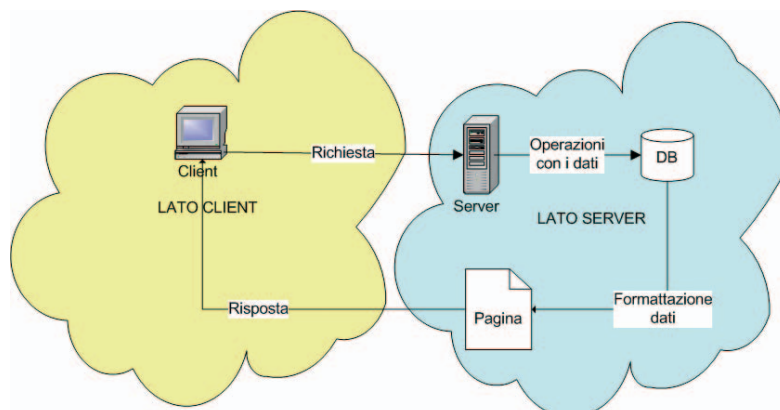 Client
LATO CLIENT
Richiesta
Server
Operazioni
con i dati
DB
LATO SERVER
Formattazione
dati
Pagina
Risposta